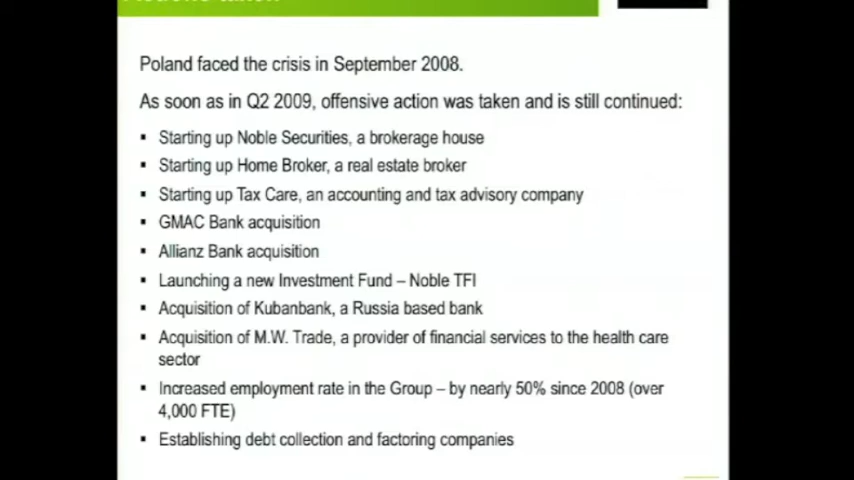 Poland faced the crisis in September 2008.
As soon as in Q2 2009, offensive action was taken and is still continued:
▪ Starting up Noble Securities, a brokerage house
▪ Starting up Home Broker, a real estate broker
▪ Starting up Tax Care, an accounting and tax advisory company
▪ GMAC Bank acquisition
▪ Allianz Bank acquisition
▪ Launching a new Investment Fund – Noble TFI
▪ Acquisition of Kubanbank, a Russia based bank
▪ Acquisition of M.W. Trade, a provider of financial services to the health care
sector
▪ Increased employment rate in the Group – by nearly 50% since 2008 (over
4,000 FTE)
▪ Establishing debt collection and factoring companies